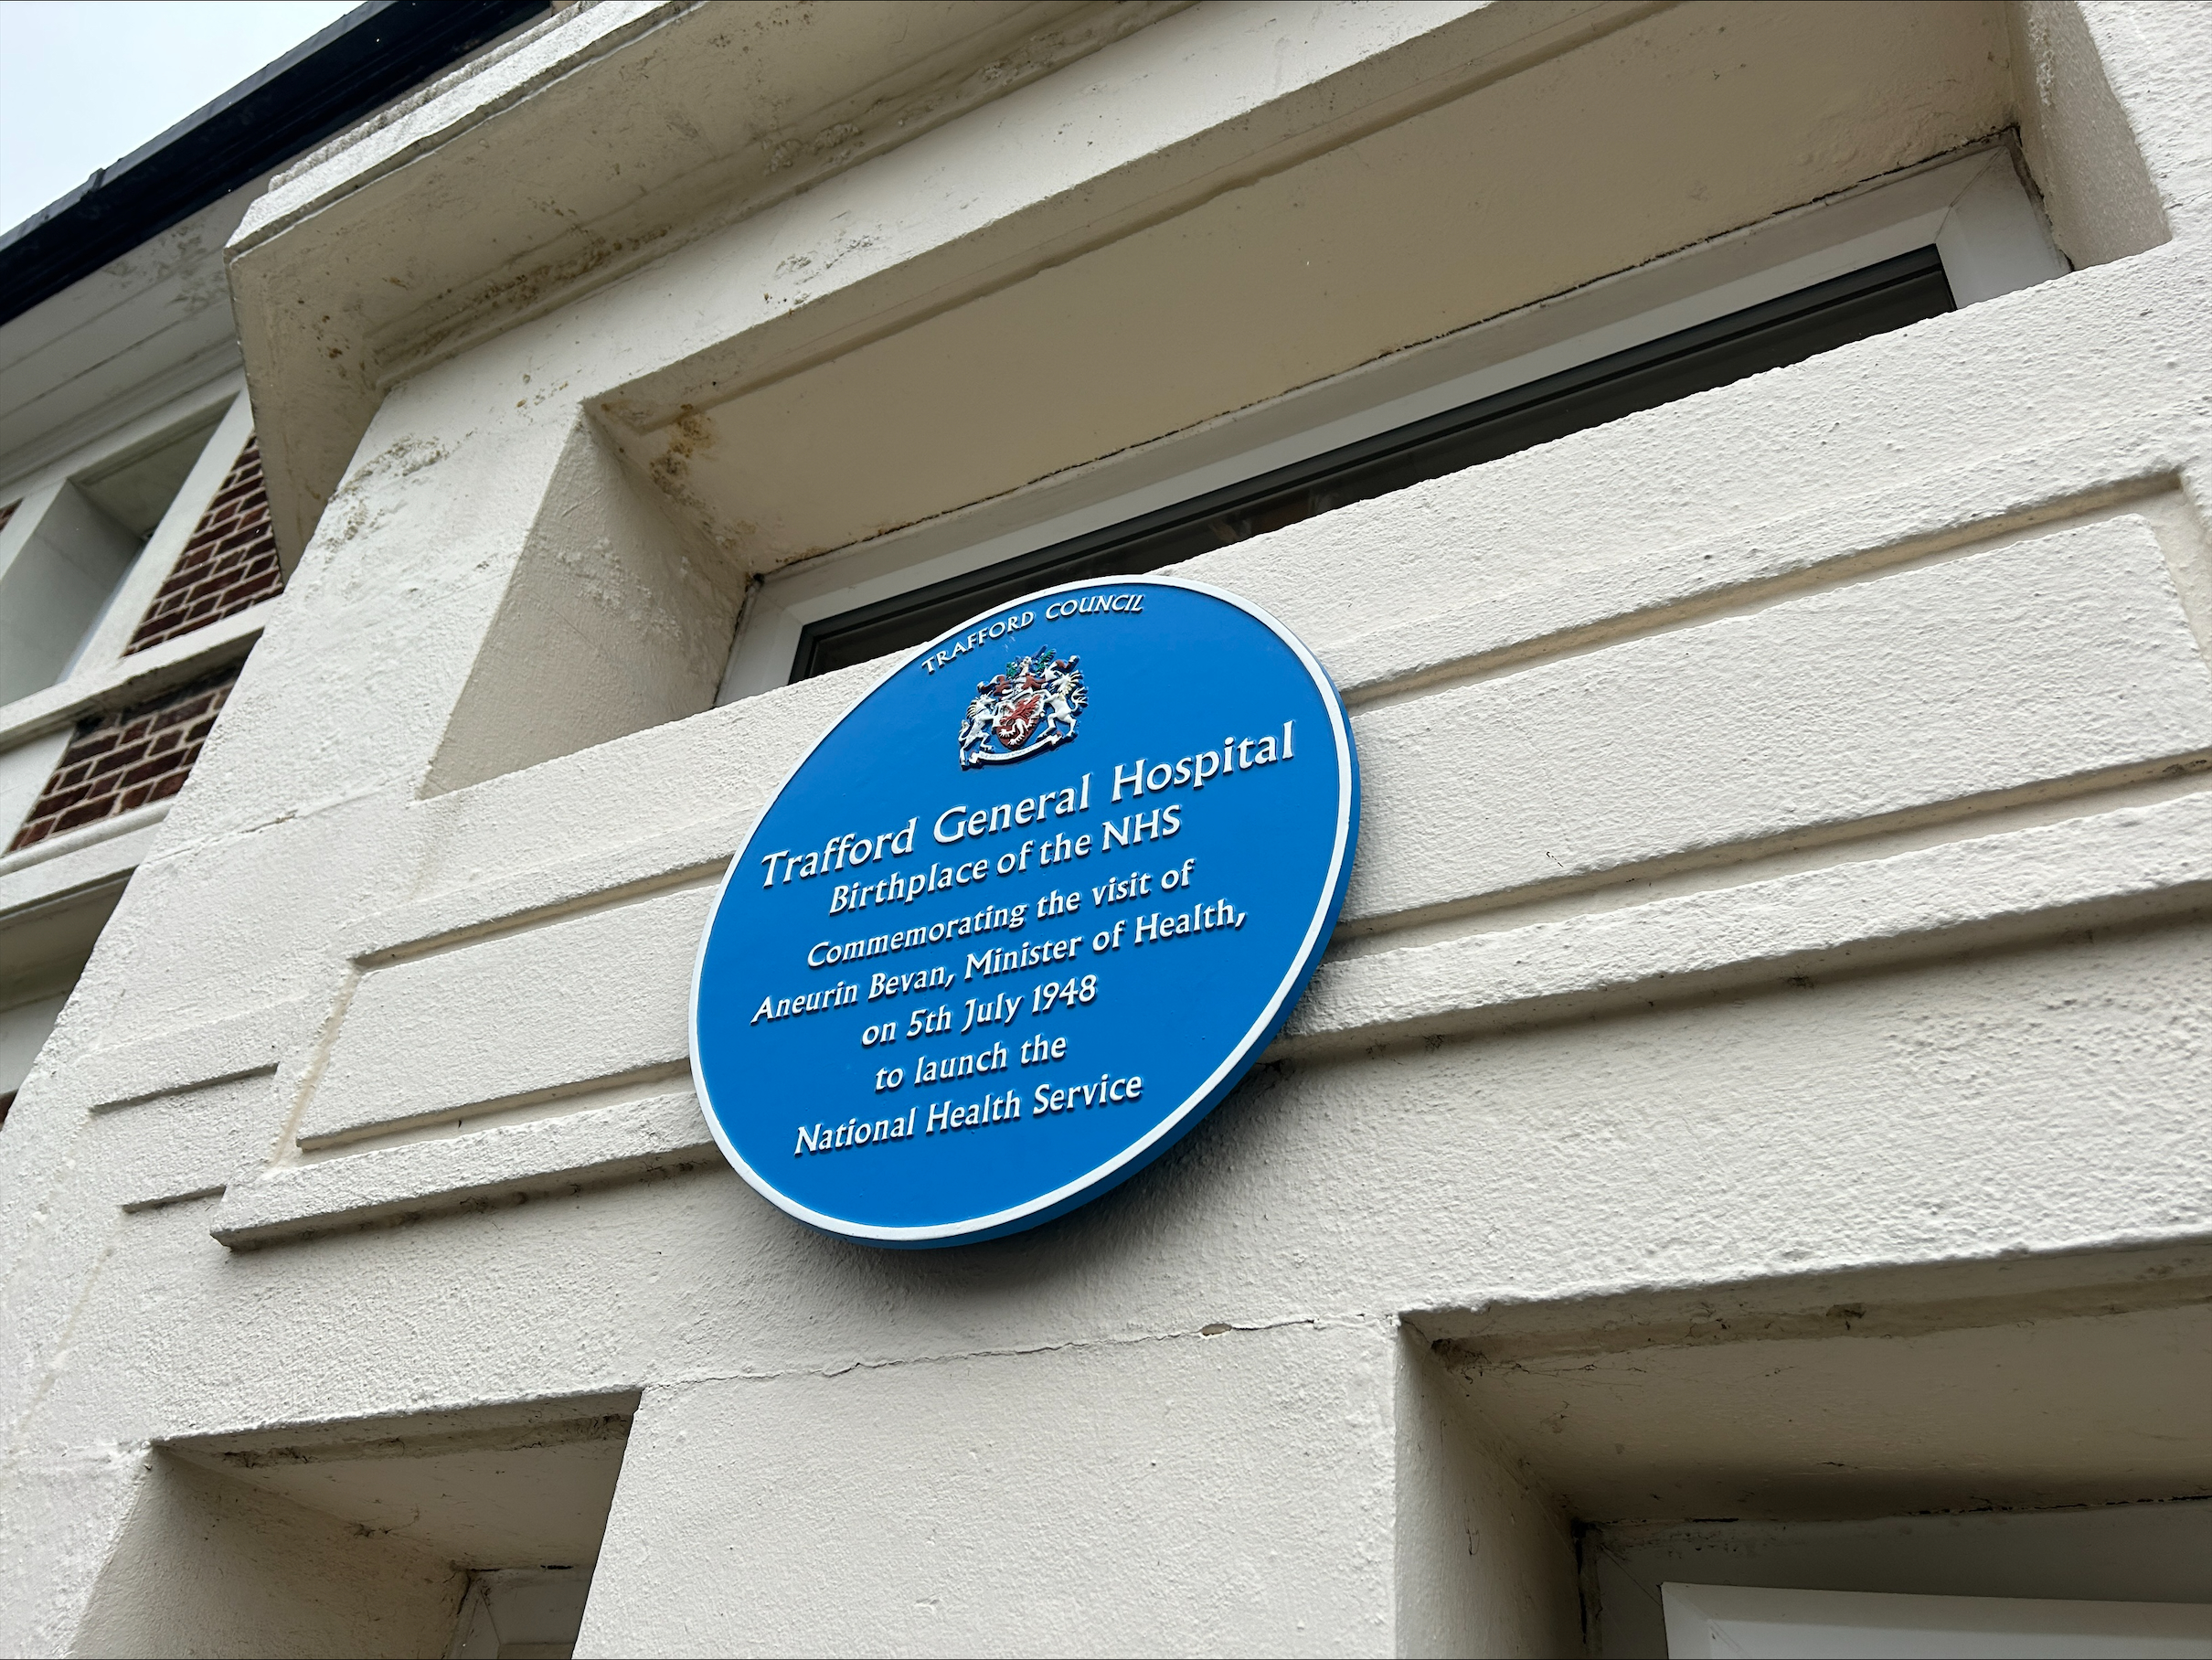 TRAFFORD COUNCIL
Trafford General Hospital
Birthplace of the NHS
Commemorating the visit of
Aneurin Bevan, Minister of Health,
on 5th July 1948
to launch the
National Health Service